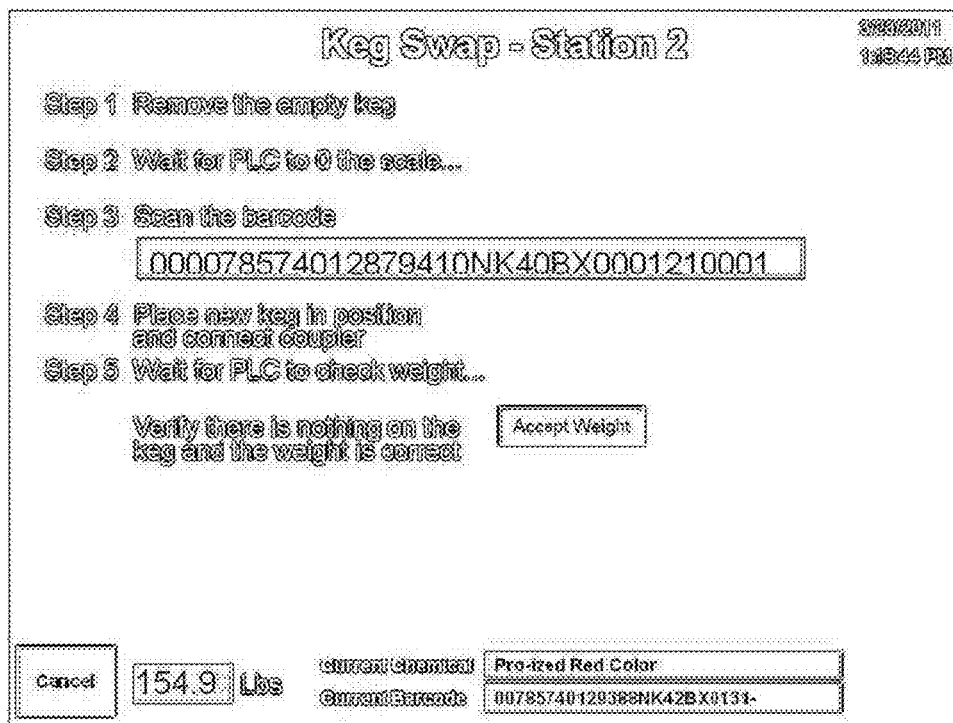 Keg Swap - Station 2
Step 1 Remove the empty keg
Step 2 Wait for PLC to 0 the scale...
Step 3 Scan the barcode
000078574012879410NK40BX0001210001
Step 4 Place new keg in position
and connect coupler
Step 5 Wait for PLC to check weight...
Verify there is nothing on the
keg and the weight is correct
Accept Weight
Cancel
154.9 Lbs
Current Chemical
Pro-ized Red Color
Current Barcode
00785740129388NK42BX0131-